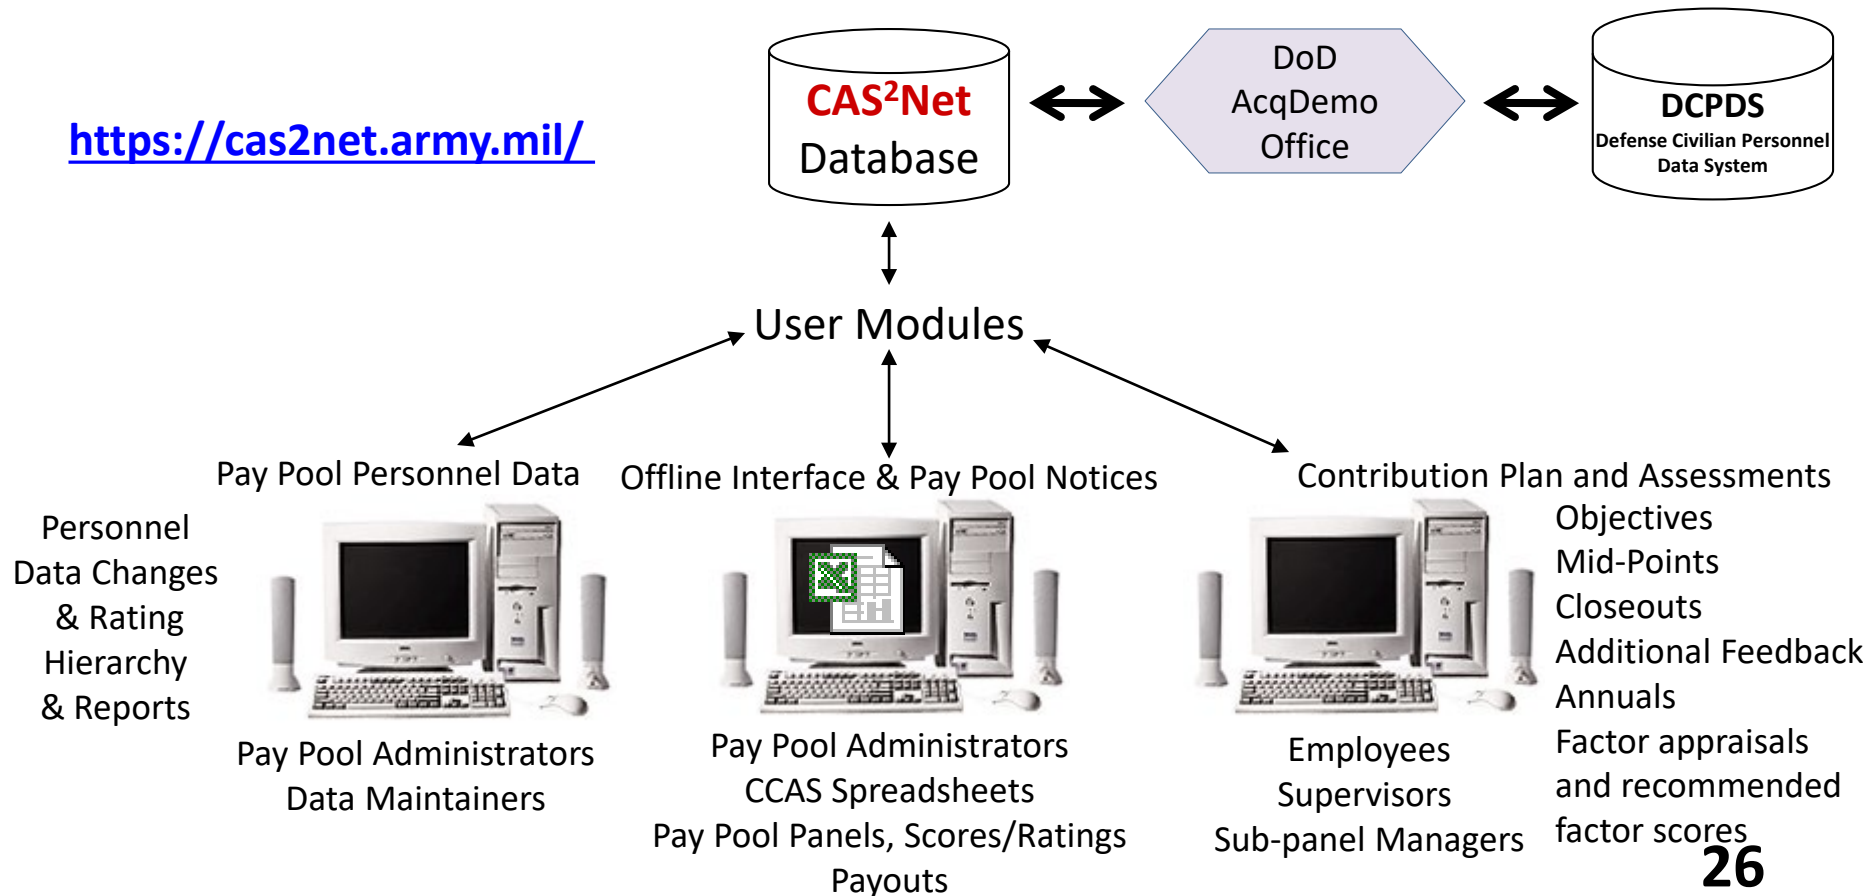 https://cas2net.army.mil/
CAS²Net
Database
DoD
AcqDemo
Office
DCPDS
Defense Civilian Personnel
Data System
User Modules
Pay Pool Personnel Data
Personnel
Data Changes
& Rating
Hierarchy
& Reports
Pay Pool Administrators
Data Maintainers
Offline Interface & Pay Pool Notices
Pay Pool Administrators
CCAS Spreadsheets
Pay Pool Panels, Scores/Ratings
Payouts
Contribution Plan and Assessments
Objectives
Mid-Points
Closeouts
Additional Feedback
Annuals
Factor appraisals
and recommended
factor scores
Employees
Supervisors
Sub-panel Managers
26